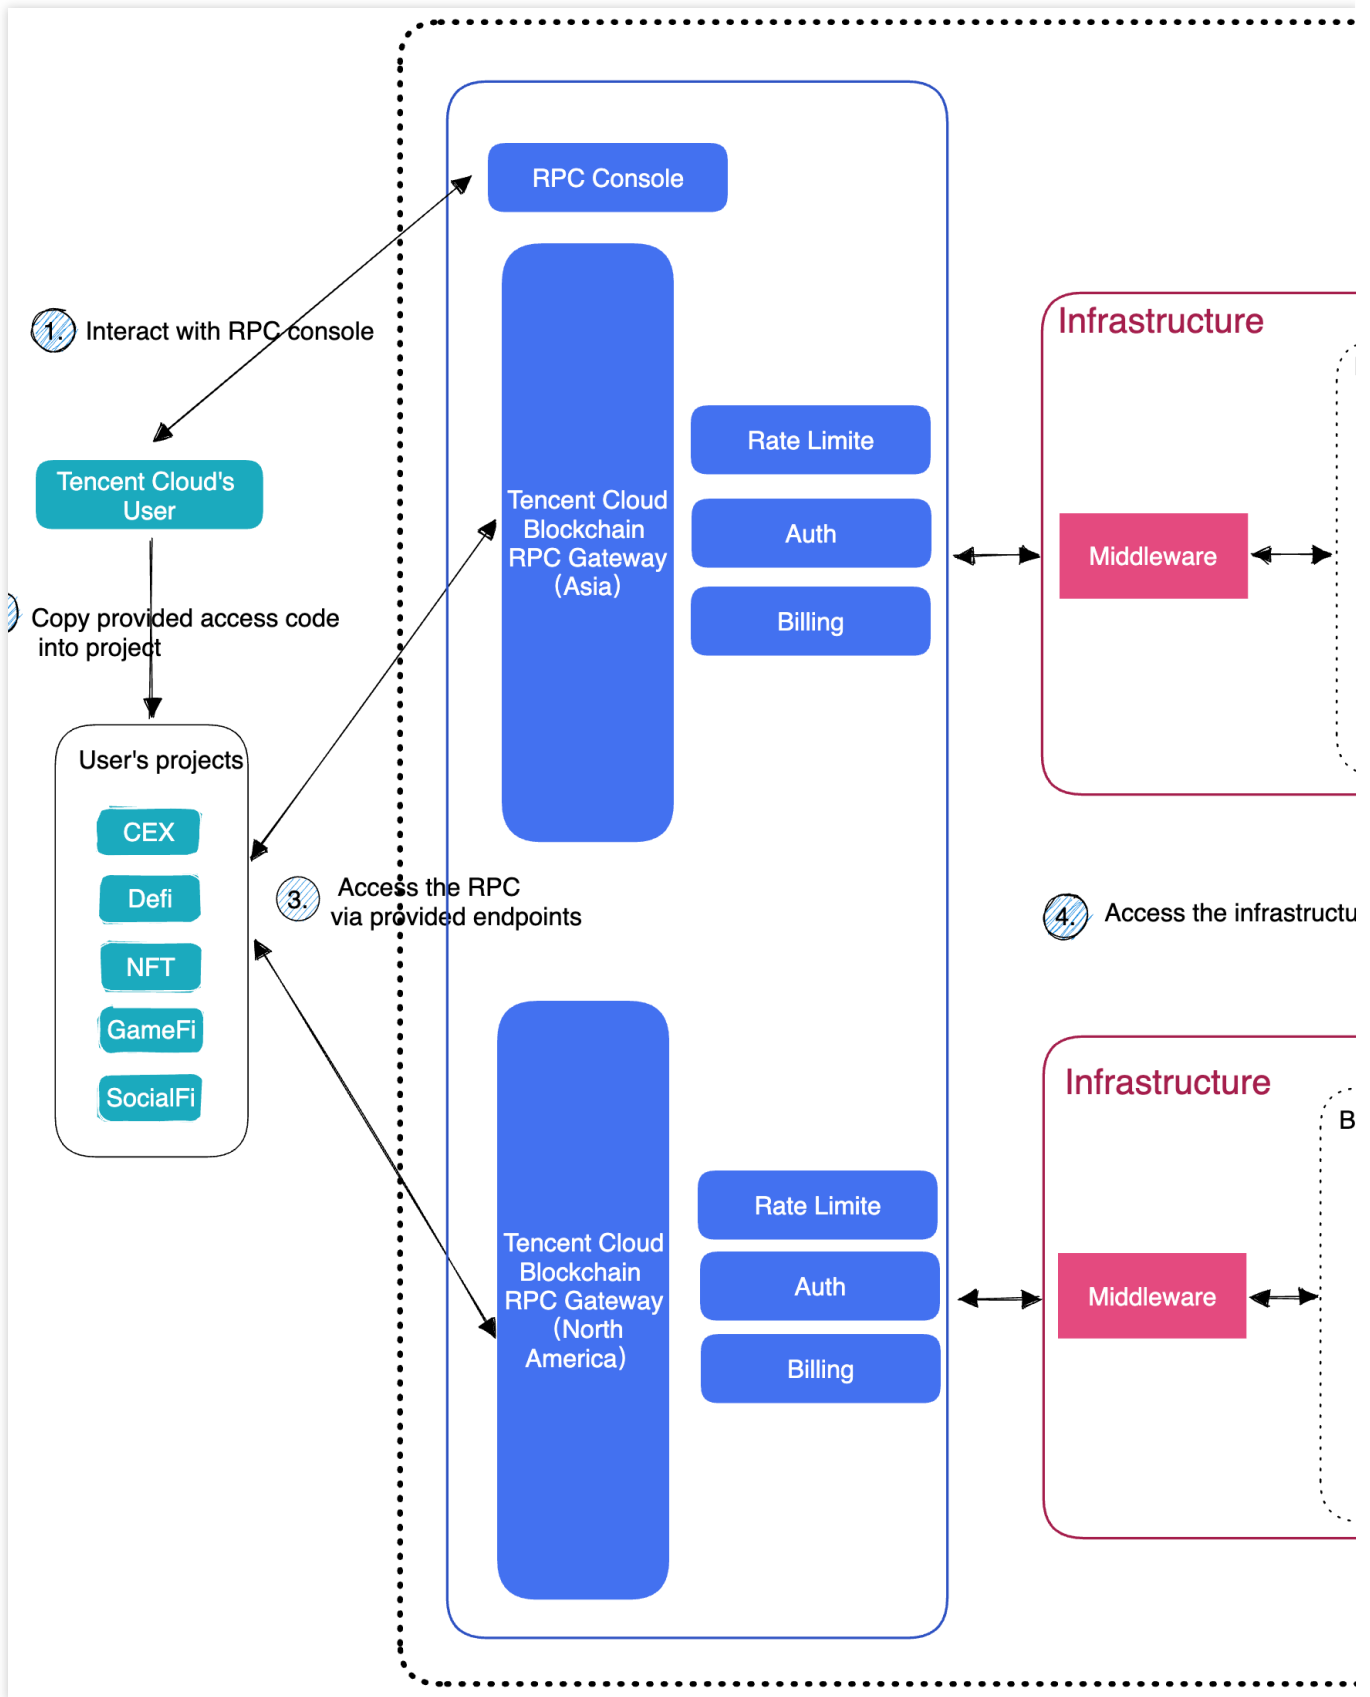 RPC Console
1. Interact with RPC console
Tencent Cloud's
User
Copy provided access code
into project
User's projects
CEX
Defi
NFT
GameFi
SocialFi
Tencent Cloud
Blockchain
RPC Gateway
(Asia)
Rate Limite
Auth
Billing
3. Access the RPC
via provided endpoints
Tencent Cloud
Blockchain
RPC Gateway
(North
America)
Rate Limite
Auth
Billing
Infrastructure
Middleware
4. Access the infrastructu
Infrastructure
B
Middleware